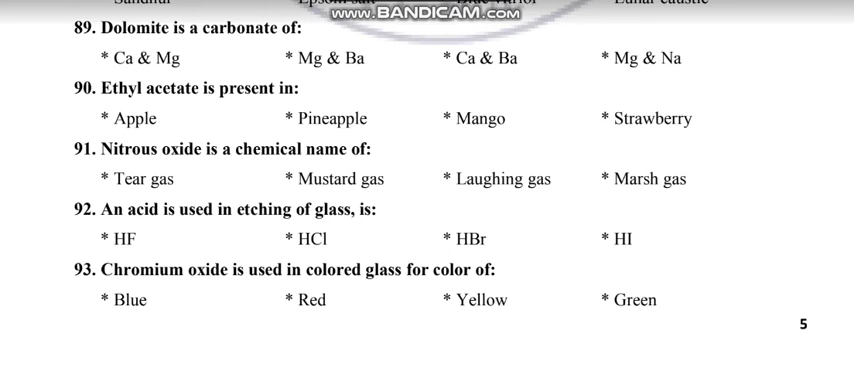 www.BANDICAM.com
89. Dolomite is a carbonate of:
* Ca & Mg * Mg & Ba * Ca & Ba * Mg & Na
90. Ethyl acetate is present in:
* Apple * Pineapple * Mango * Strawberry
91. Nitrous oxide is a chemical name of:
* Tear gas * Mustard gas * Laughing gas * Marsh gas
92. An acid is used in etching of glass, is:
* HF * HCl * HBr * HI
93. Chromium oxide is used in colored glass for color of:
* Blue * Red * Yellow * Green
5